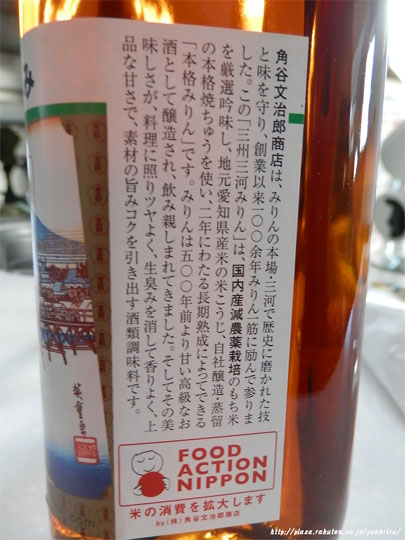 角谷文治郎商店は、みりんの本場・三河で歴史に磨かれた技
と味を守り、創業以来一〇〇余年みりん一筋に励んで参りま
した。この「三州三河みりん」は、国内産減農薬栽培のもち米
を厳選吟味し、地元愛知県産米の米こうじ、自社醸造・蒸留
の本格焼ちゅうを使い、二年にわたる長期熟成によってできる
「本格みりん」です。みりんは五〇〇年前より甘い高級なお
酒として醸造され、飲み親しまれてきました。そしてその美
味しさが、料理に照りツヤよく、生臭みを消して香りよく、上
品な甘さで、素材の旨みコクを引き出す酒類調味料です。
み
FOOD
ACTION
NIPPON
米の消費を拡大します
by(株)角谷文治郎商店
http://plaza.rakuten.co.jp/yuebriru/